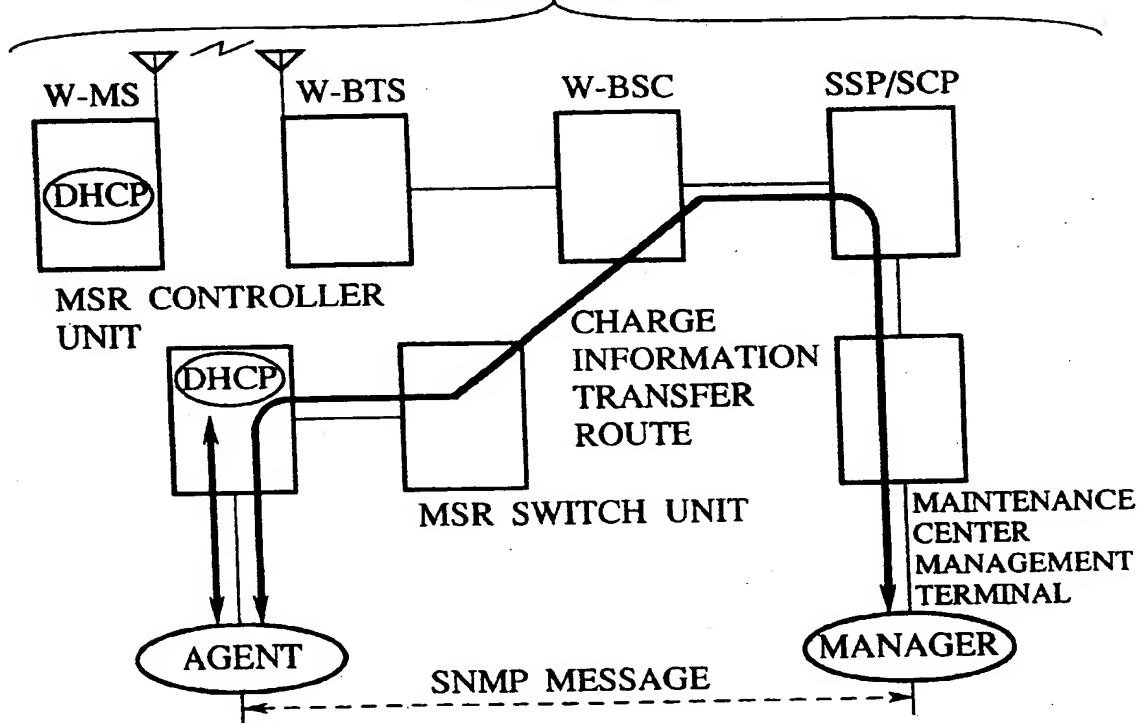 W-MS
W-BTS
W-BSC
SSP/SCP
DHCP
MSR CONTROLLER
UNIT
DHCP
CHARGE
INFORMATION
TRANSFER
ROUTE
MSR SWITCH UNIT
MAINTENANCE
CENTER
MANAGEMENT
TERMINAL
AGENT
MANAGER
SNMP MESSAGE